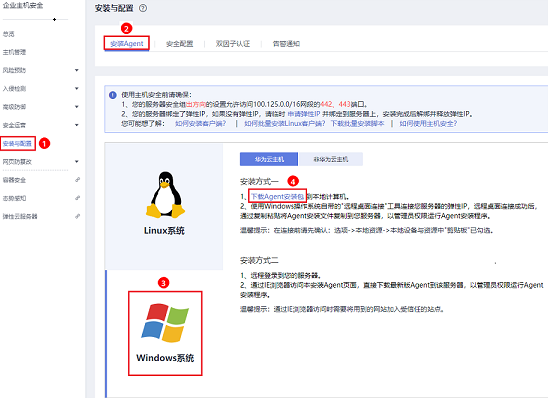 企业主机安全
总览
主机管理
风险预防
入侵检测
高级防御
安全运营
安装与配置
1
网页防篡改
容器安全
态势感知
弹性云服务器
安装与配置
2
安装Agent
安全配置
双因子认证
告警通知
使用主机安全前请确保：
1、您的服务器安全组出方向的设置允许访问100.125.0.0/16网段的442、443端口。
2、您的服务器绑定了弹性IP，如果没有弹性IP，请临时 申请弹性IP 并绑定到服务器上，安装完成后解绑并释放弹性IP。
您可能想了解： 如何安装客户端？ | 如何批量安装Linux客户端？ 下载批量安装脚本 | 如何使用主机安全？
Linux系统
3
Windows系统
华为云主机
非华为云主机
安装方式一
4
1、下载Agent安装包到本地计算机。
2、使用Windows操作系统自带的"远程桌面连接"工具连接您服务器的弹性IP，远程桌面连接成功后，
通过复制粘贴将Agent安装文件复制到您服务器，以管理员权限运行Agent安装程序。
温馨提示：在连接前请先确认：选项->本地资源->本地设备与资源中"剪贴板"已勾选。
安装方式二
1、远程登录到您的服务器。
2、通过IE浏览器访问本安装Agent页面，直接下载最新版Agent到该服务器，以管理员权限运行Agent
安装程序。
温馨提示：通过IE浏览器访问时需要将用到的网站加入受信任的站点。